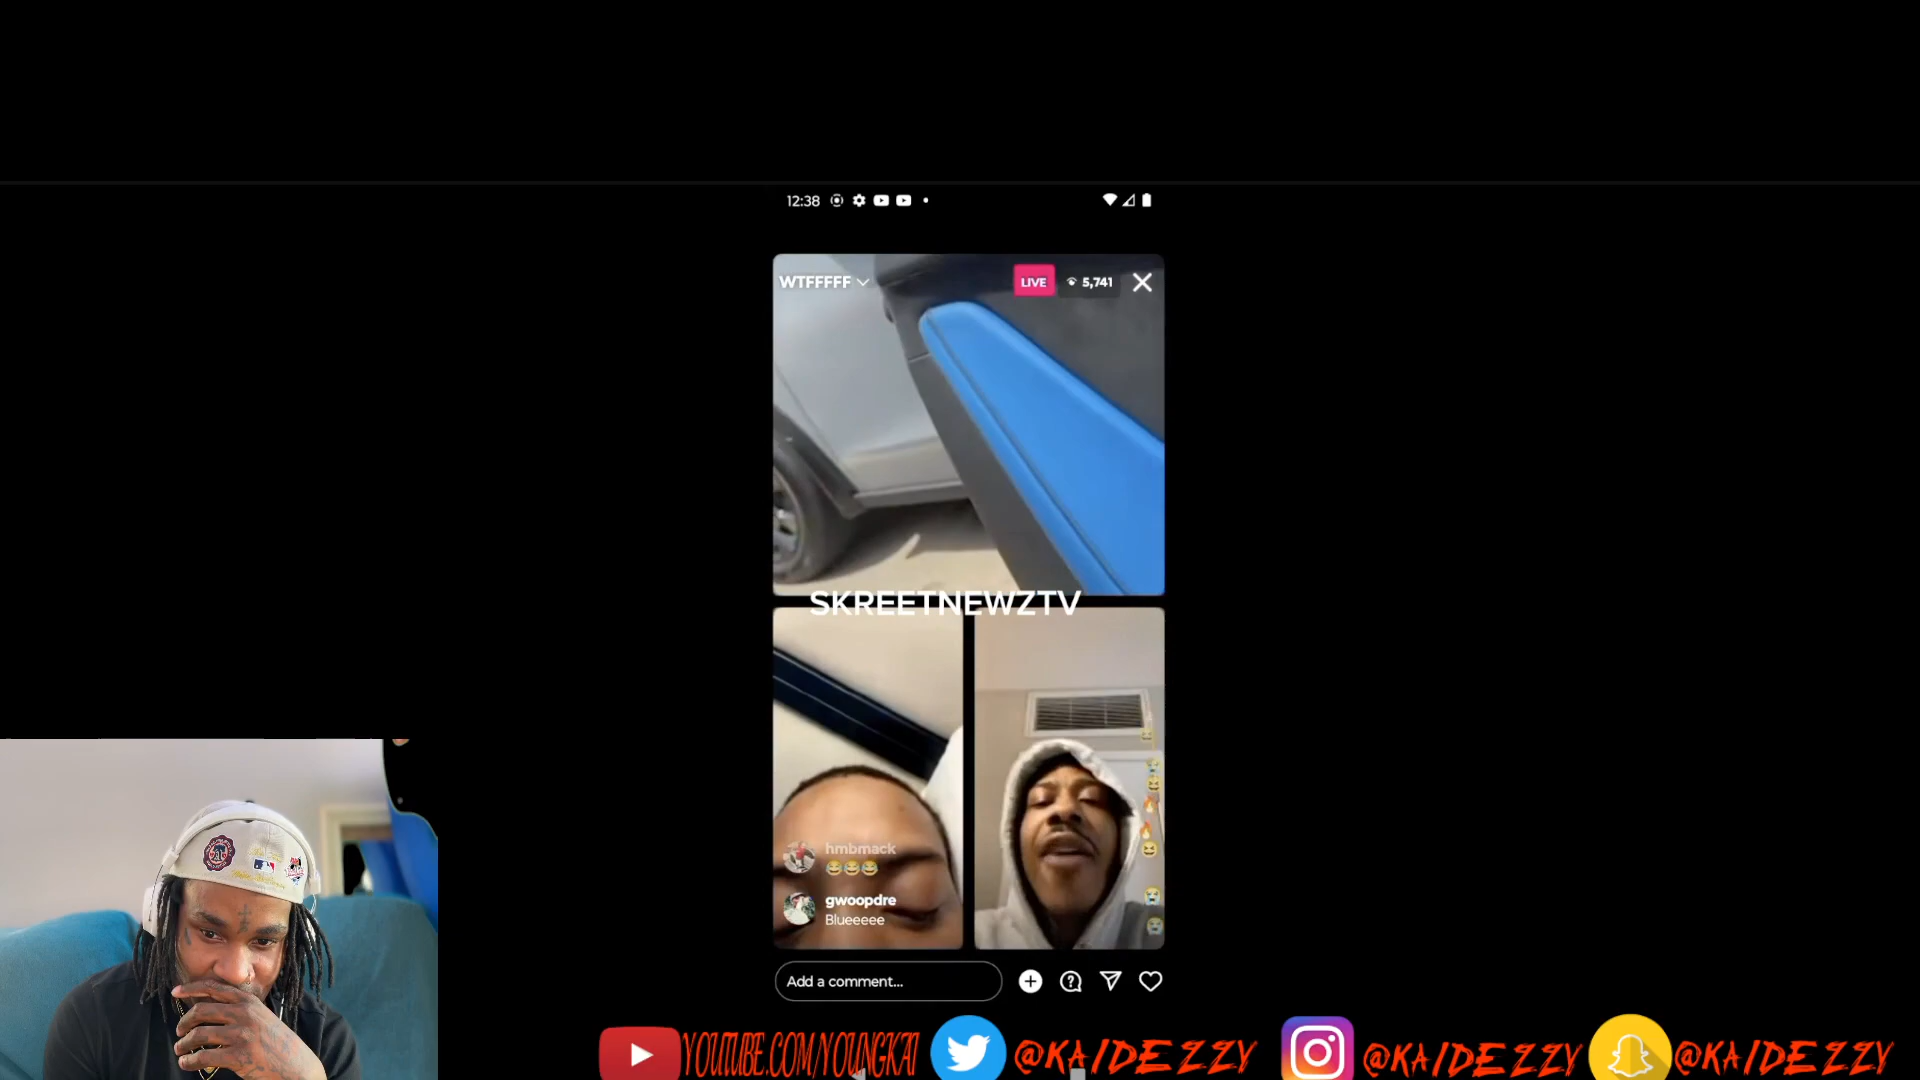 12:38
WTFFFFF
LIVE
5,741
SKREETNEWZTV
hmbmack
😂😂😂
gwoopdre
Blueeeee
Add a comment...
YOUTUBE.COM/YOUNGKAI
@KAIDEZZY
@KAIDEZZY
@KAIDEZZY